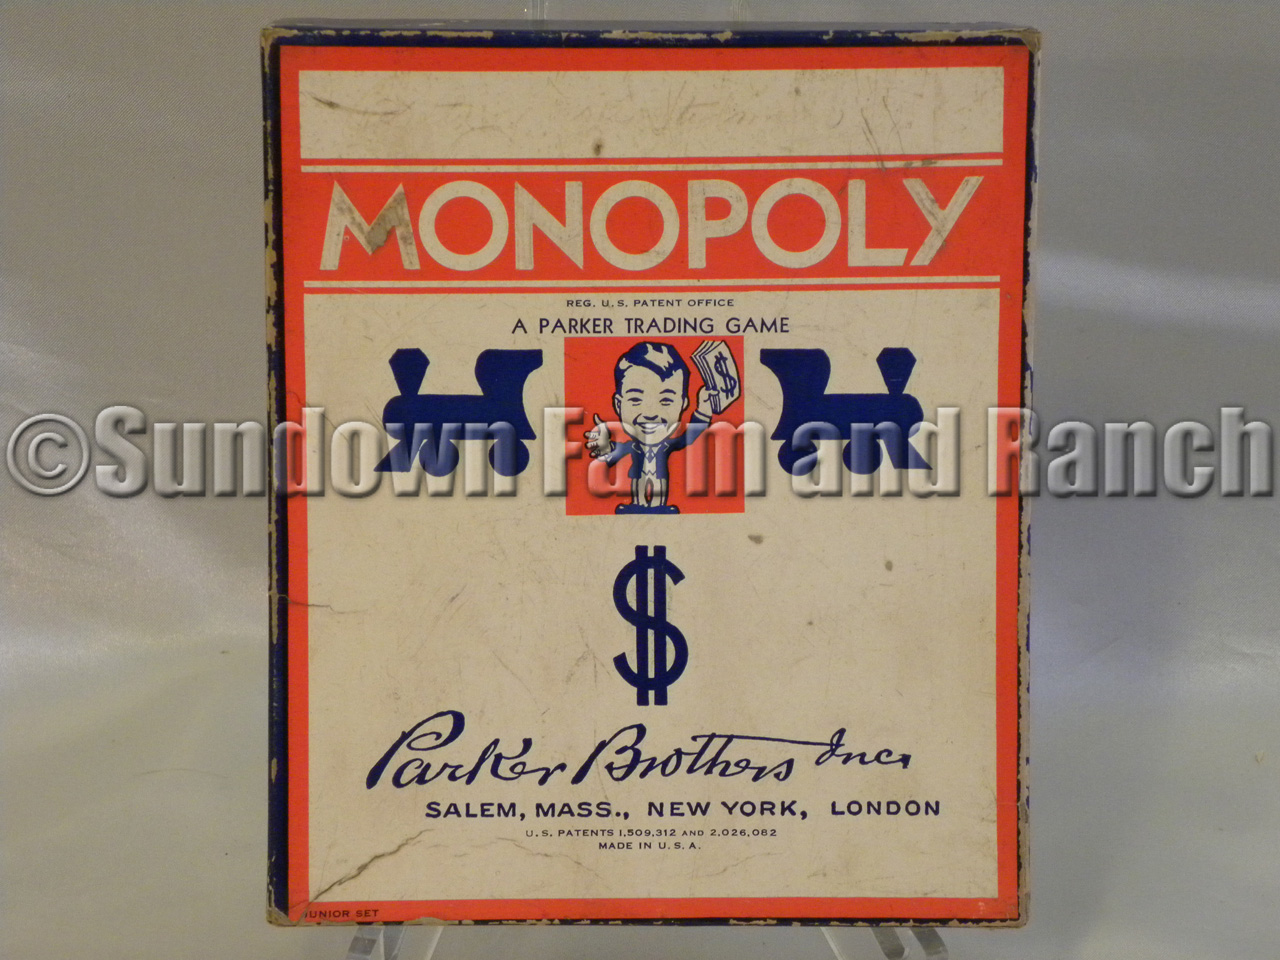 MONOPOLY
REG. U.S. PATENT OFFICE
A PARKER TRADING GAME
$
©Sundown Farm and Ranch
$
Parker Brothers Inc.
SALEM, MASS., NEW YORK, LONDON
U.S. PATENTS 1,509,312 AND 2,026,082
MADE IN U.S.A.
JUNIOR SET